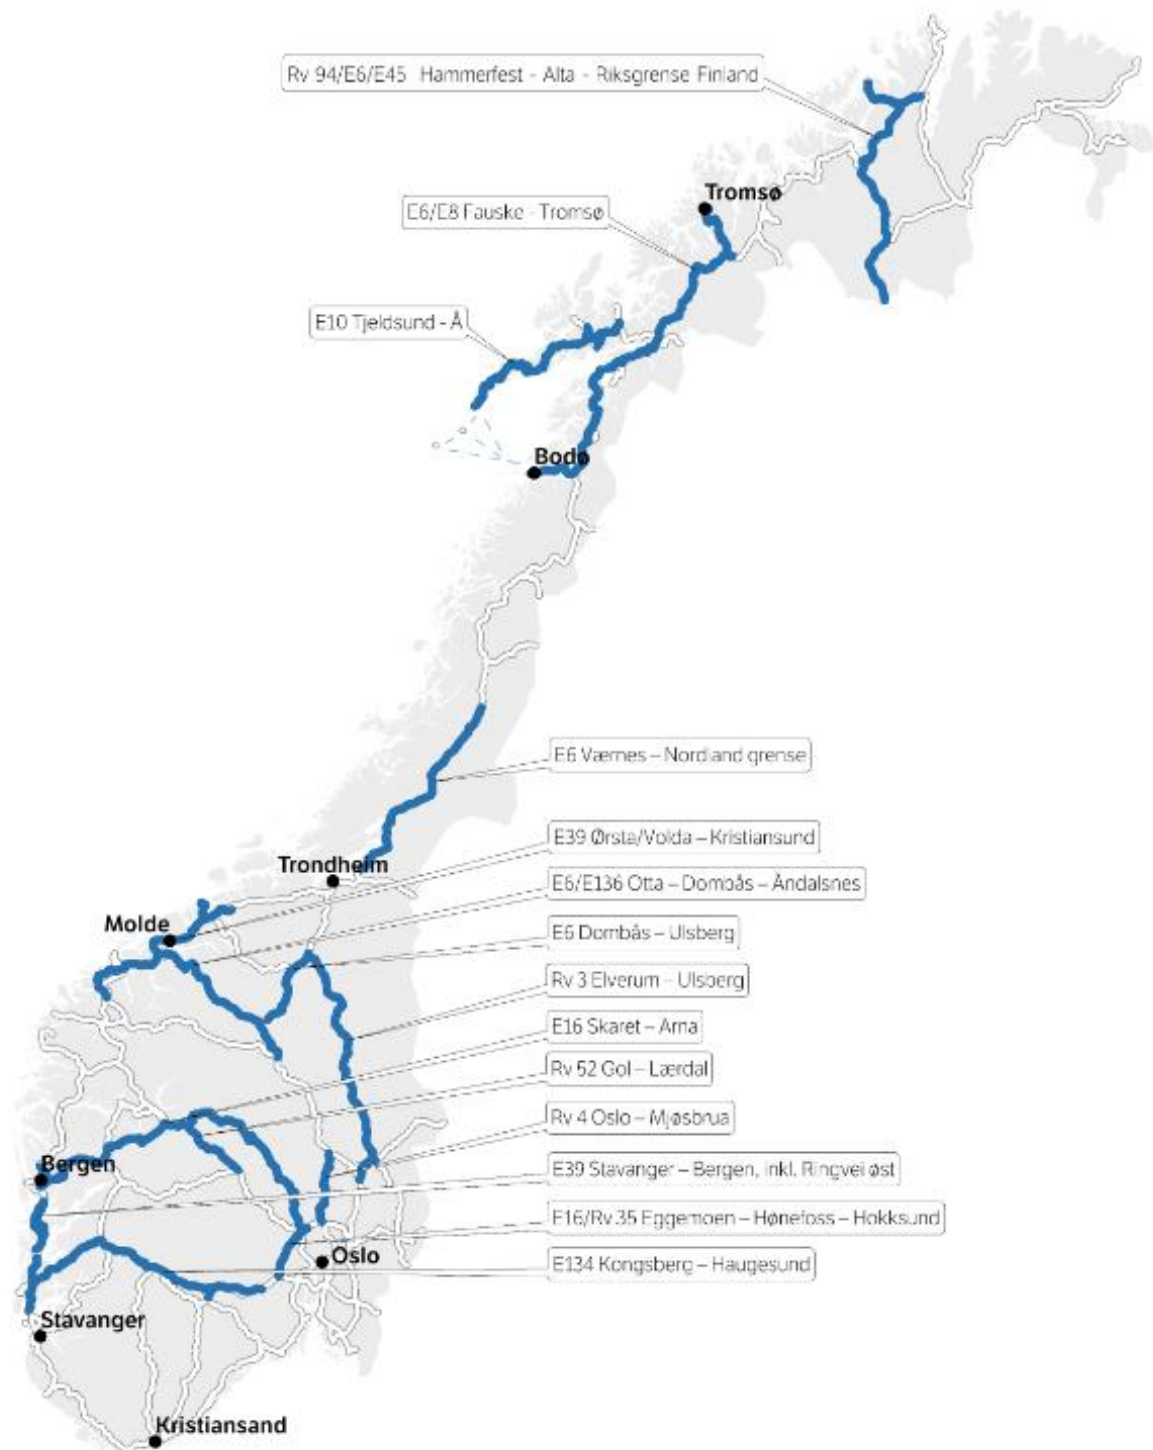 Rv 94/E6/E45 Hammerfest - Alta - Riksgrense Finland
Tromsø
E6/E8 Fauske - Tromsø
E10 Tjeldsund - Å
Bodø
E6 Værnes – Nordland grense
E39 Ørsta/Volda – Kristiansund
Trondheim
E6/E136 Otta – Dombås – Åndalsnes
Molde
E6 Dombås – Ulsberg
Rv 3 Elverum – Ulsberg
E16 Skaret – Arna
Rv 52 Gol – Lærdal
Rv 4 Oslo – Mjøsbrua
Bergen
E39 Stavanger – Bergen, inkl. Ringvei øst
E16/Rv 35 Eggemoen – Hønefoss – Hokksund
Oslo
E134 Kongsberg – Haugesund
Stavanger
Kristiansand